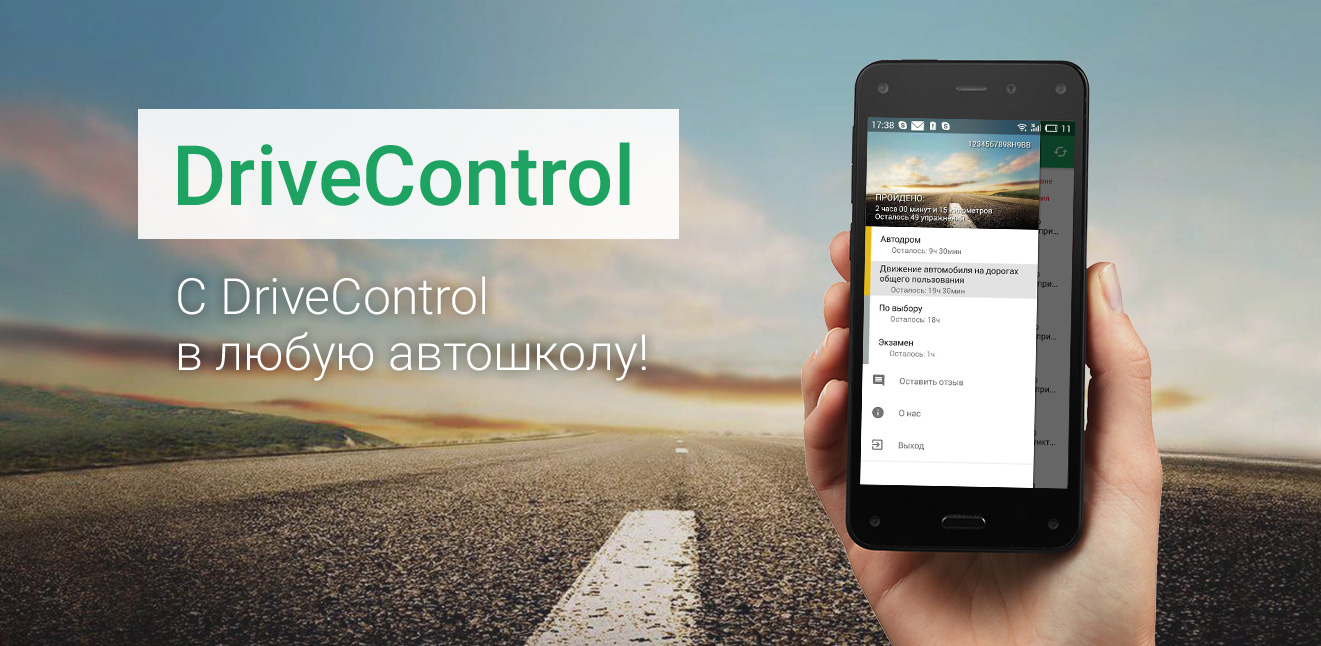 DriveControl
С DriveControl
в любую автошколу!
17:38
11
1234567898H9BB
ПРОЙДЕНО:
2 часа 00 минут и 15 километров
Осталось 49 упражнений
Автодром
Осталось: 9ч 30мин
Движение автомобиля на дорогах
общего пользования
Осталось: 19ч 30мин
По выбору
Осталось: 18ч
Экзамен
Осталось: 1ч
Оставить отзыв
О нас
Выход